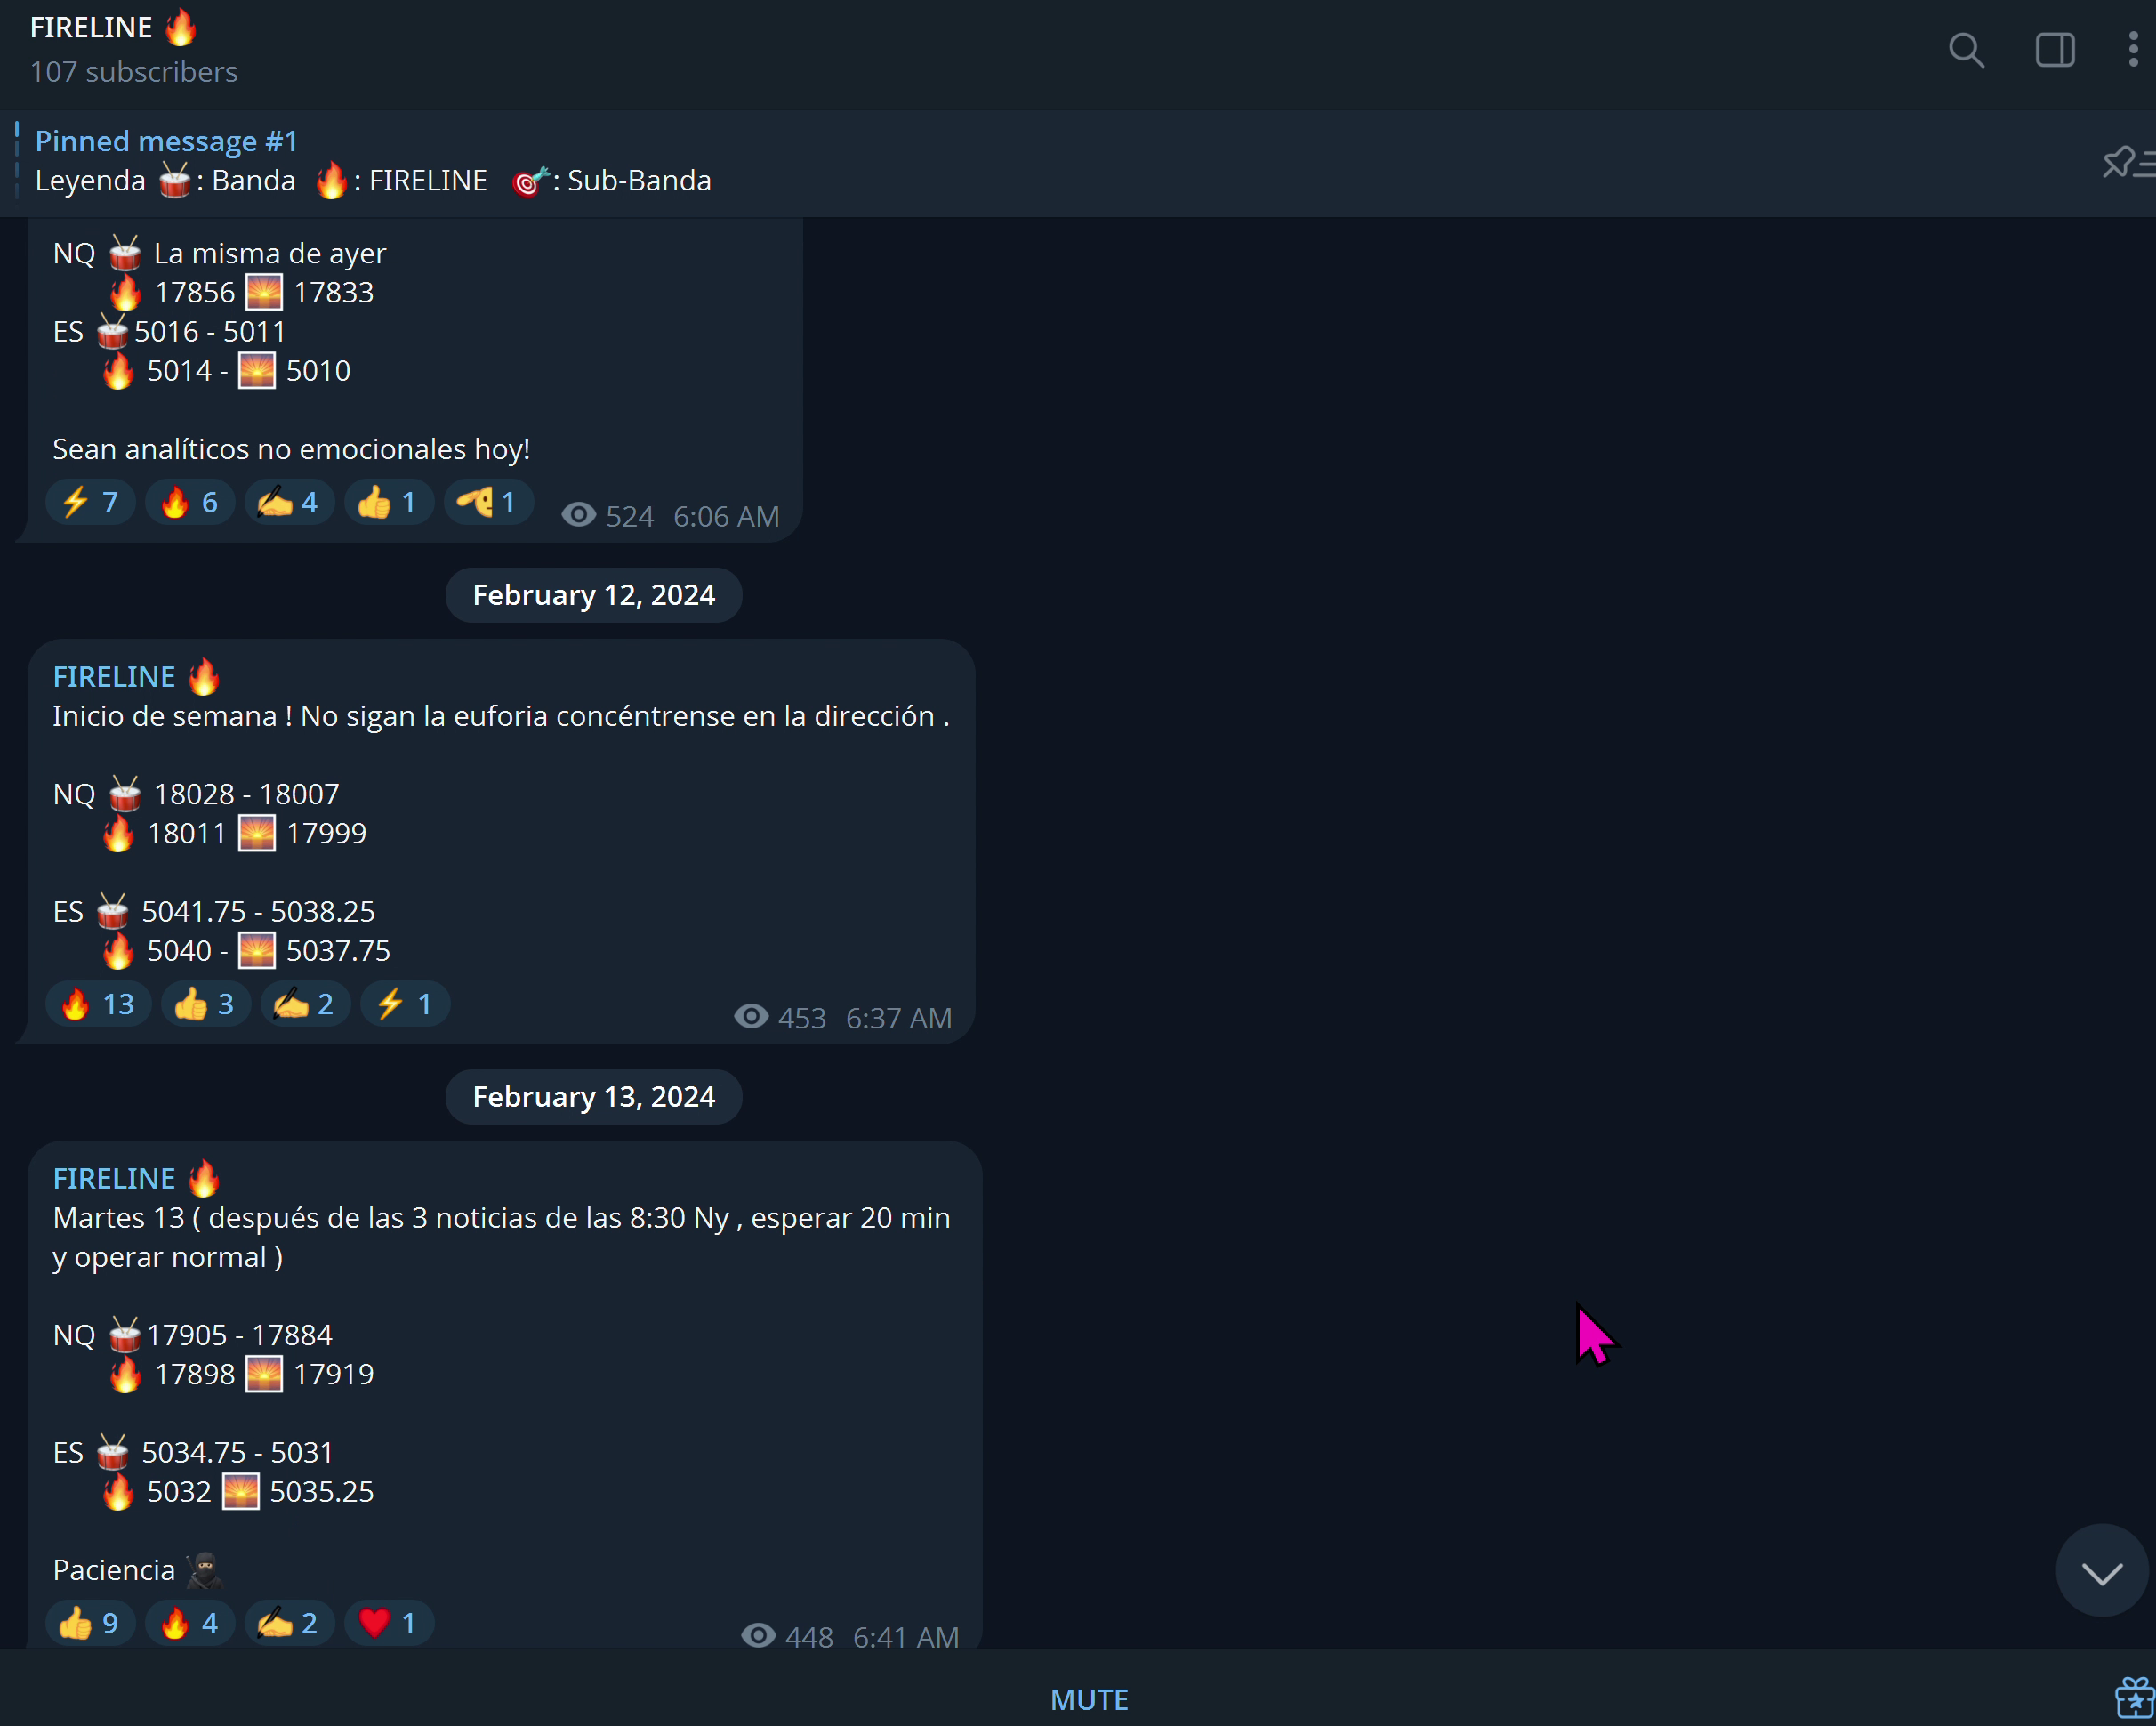 FIRELINE 🔥
107 subscribers
Pinned message #1
Leyenda 🥁: Banda 🔥: FIRELINE 🎯: Sub-Banda
NQ 🥁 La misma de ayer
🔥 17856 🌅 17833
ES 🥁5016 - 5011
🔥 5014 - 🌅 5010
Sean analíticos no emocionales hoy!
⚡ 7 🔥 6 ✍ 4 👍 1 🫡 1 524 6:06 AM
February 12, 2024
FIRELINE 🔥
Inicio de semana ! No sigan la euforia concéntrense en la dirección .
NQ 🥁 18028 - 18007
🔥 18011 🌅 17999
ES 🥁 5041.75 - 5038.25
🔥 5040 - 🌅 5037.75
🔥 13 👍 3 ✍ 2 ⚡ 1 453 6:37 AM
February 13, 2024
FIRELINE 🔥
Martes 13 ( después de las 3 noticias de las 8:30 Ny , esperar 20 min
y operar normal )
NQ 🥁17905 - 17884
🔥 17898 🌅 17919
ES 🥁 5034.75 - 5031
🔥 5032 🌅 5035.25
Paciencia 🥷
👍 9 🔥 4 ✍ 2 ❤ 1 448 6:41 AM
MUTE